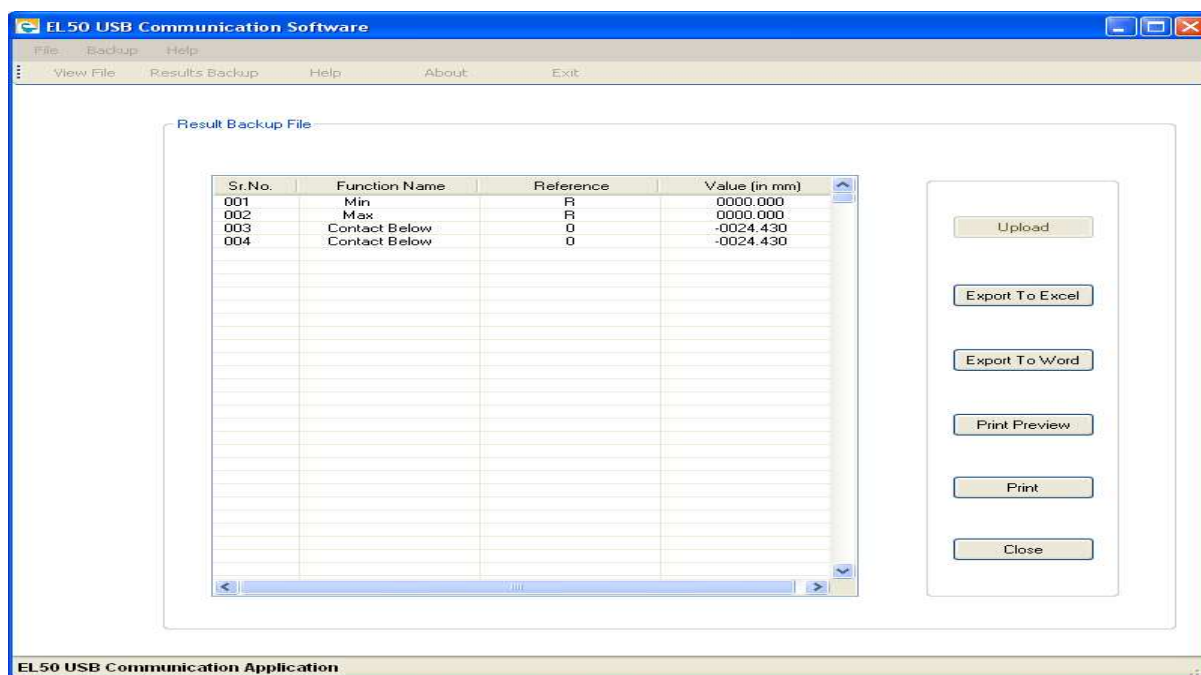 EL50 USB Communication Software
File Backup Help
View File Results Backup Help About Exit
Result Backup File
Sr.No. Function Name Reference Value (in mm)
001 Min R 0000.000
002 Max R 0000.000
003 Contact Below 0 -0024.430
004 Contact Below 0 -0024.430
Upload
Export To Excel
Export To Word
Print Preview
Print
Close
EL50 USB Communication Application